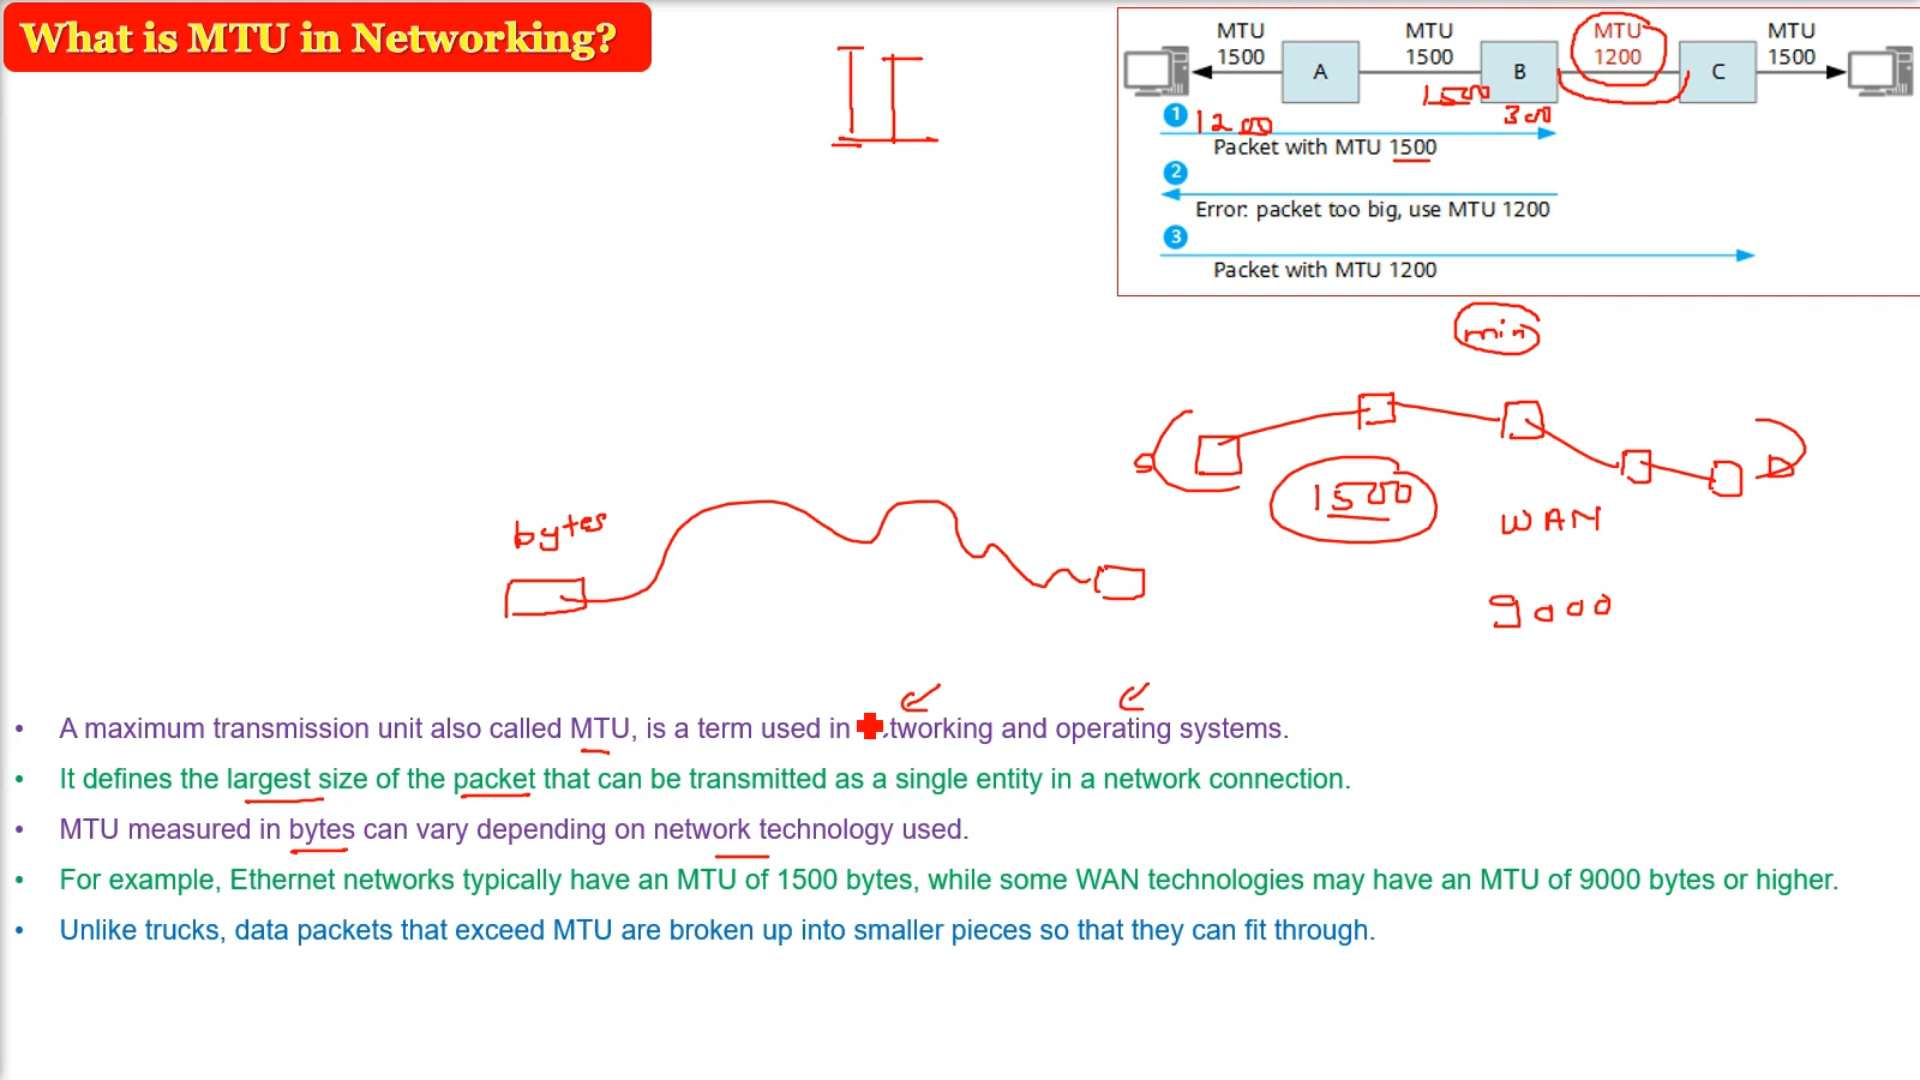 What is MTU in Networking?
MTU 1500
MTU 1500
MTU 1200
MTU 1500
A
B
C
1500
300
1
1200
Packet with MTU 1500
2
Error: packet too big, use MTU 1200
3
Packet with MTU 1200
min
S
D
1500
WAN
bytes
9000
• A maximum transmission unit also called MTU, is a term used in tworking and operating systems.
• It defines the largest size of the packet that can be transmitted as a single entity in a network connection.
• MTU measured in bytes can vary depending on network technology used.
• For example, Ethernet networks typically have an MTU of 1500 bytes, while some WAN technologies may have an MTU of 9000 bytes or higher.
• Unlike trucks, data packets that exceed MTU are broken up into smaller pieces so that they can fit through.